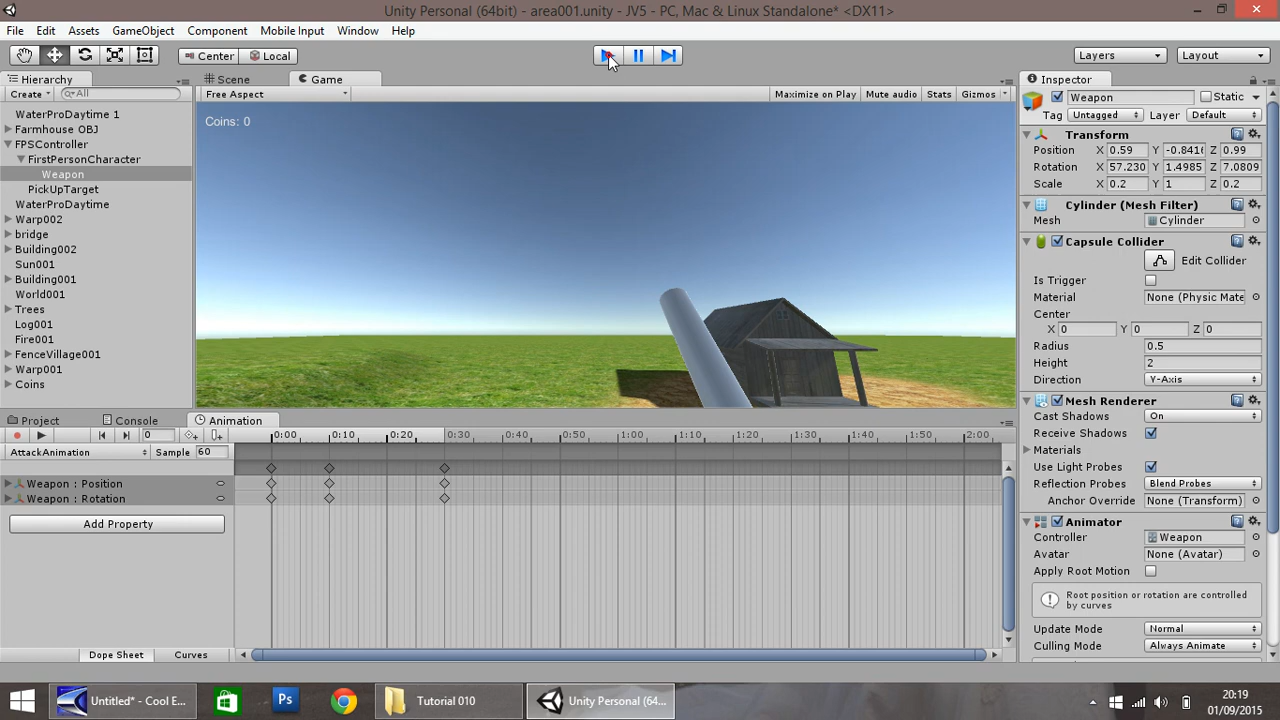 Unity Personal (64bit) - area001.unity - JV5 - PC, Mac & Linux Standalone* <DX11>
File Edit Assets GameObject Component Mobile Input Window Help
Center Local Layers Layout
Hierarchy Scene Game Inspector
Create All Free Aspect Maximize on Play Mute audio Stats Gizmos Weapon Static
WaterProDaytime 1 Coins: 0 Tag Untagged Layer Default
Farmhouse OBJ Transform
FPSController Position X 0.59 Y -0.841 Z 0.99
FirstPersonCharacter Rotation X 57.230 Y 1.4985 Z 7.0809
Weapon Scale X 0.2 Y 1 Z 0.2
PickUpTarget
WaterProDaytime Cylinder (Mesh Filter)
Warp002 Mesh Cylinder
bridge Capsule Collider
Building002 Edit Collider
Sun001 Is Trigger
Building001 Material None (Physic Mate
World001 Center
Trees X 0 Y 0 Z 0
Log001 Radius 0.5
Fire001 Height 2
FenceVillage001 Direction Y-Axis
Warp001
Coins Mesh Renderer
Cast Shadows On
Project Console Animation Receive Shadows
0 0:00 0:10 0:20 0:30 0:40 0:50 1:00 1:10 1:20 1:30 1:40 1:50 2:00 Materials
AttackAnimation Sample 60 Use Light Probes
Weapon : Position Reflection Probes Blend Probes
Weapon : Rotation Anchor Override None (Transform)
Add Property Animator
Controller Weapon
Avatar None (Avatar)
Apply Root Motion
Root position or rotation are controlled
by curves
Update Mode Normal
Culling Mode Always Animate
Dope Sheet Curves
Untitled* - Cool E... Ps Tutorial 010 Unity Personal (64... 20:19
01/09/2015